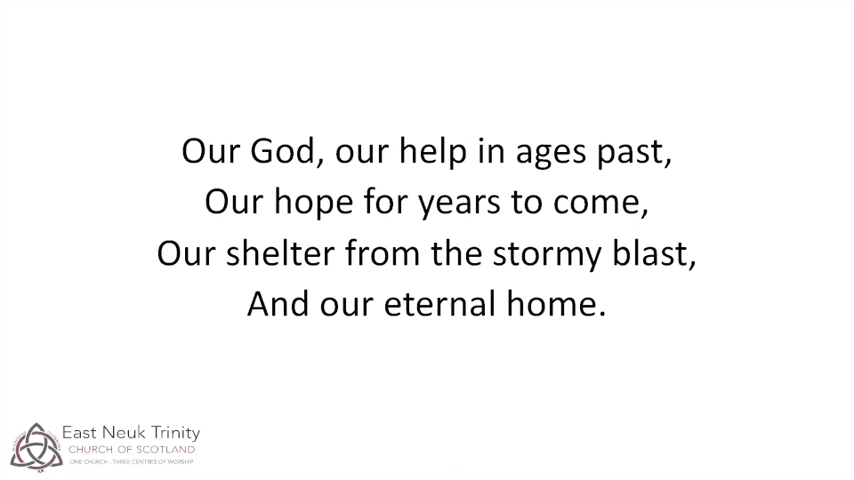 Our God, our help in ages past,
Our hope for years to come,
Our shelter from the stormy blast,
And our eternal home.
East Neuk Trinity
CHURCH OF SCOTLAND
ONE CHURCH - THREE CENTRES OF WORSHIP